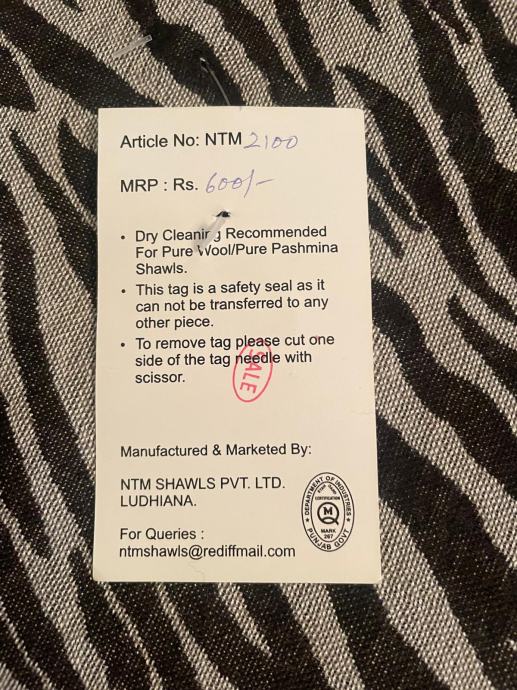 Article No: NTM 2100
MRP : Rs. 600/-
• Dry Cleaning Recommended
For Pure Wool/Pure Pashmina
Shawls.
• This tag is a safety seal as it
can not be transferred to any
other piece.
• To remove tag please cut one
side of the tag needle with
scissor.
SALE
Manufactured & Marketed By:
NTM SHAWLS PVT. LTD.
LUDHIANA.
For Queries :
ntmshawls@rediffmail.com
DEPARTMENT OF INDUSTRIES
CERTIFICATION
MQ
MARK
267
PUNJAB GOVT